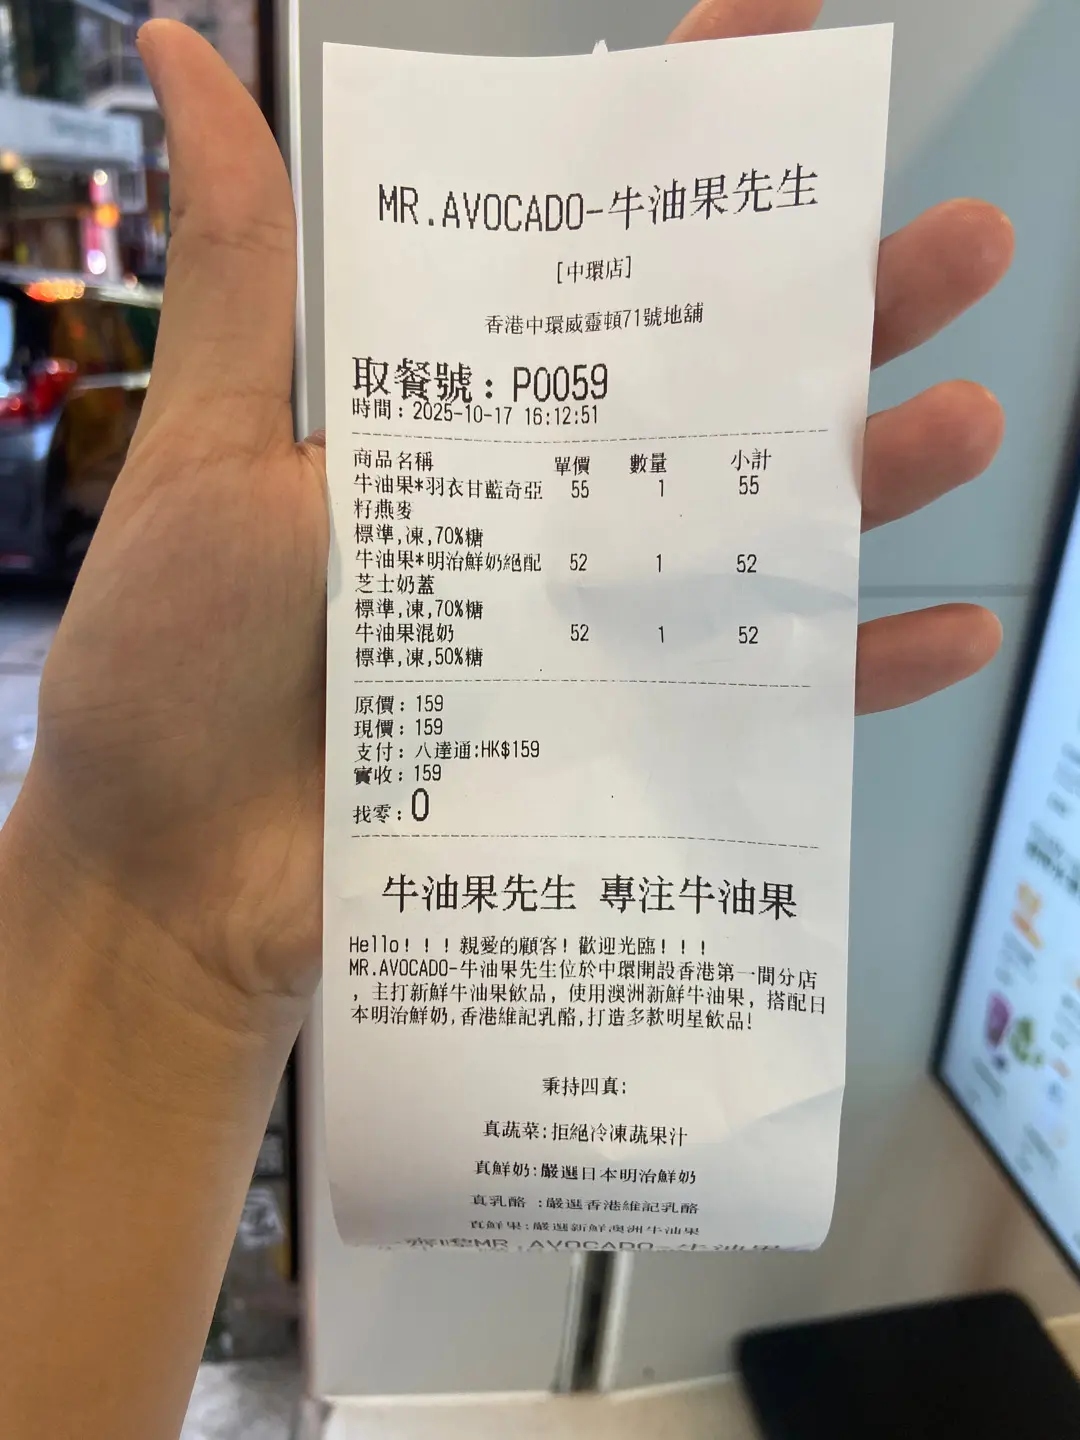 MR.AVOCADO-牛油果先生
[中環店]
香港中環威靈頓71號地舖
取餐號：P0059
時間：2025-10-17 16:12:51
商品名稱 單價 數量 小計
牛油果*羽衣甘藍奇亞 55 1 55
籽燕麥
標準,凍,70%糖
牛油果*明治鮮奶絕配 52 1 52
芝士奶蓋
標準,凍,70%糖
牛油果混奶 52 1 52
標準,凍,50%糖
原價：159
現價：159
支付：八達通:HK$159
實收：159
找零：0
牛油果先生 專注牛油果
Hello！！！親愛的顧客！歡迎光臨！！！
MR.AVOCADO-牛油果先生位於中環開設香港第一間分店
，主打新鮮牛油果飲品，使用澳洲新鮮牛油果，搭配日
本明治鮮奶,香港維記乳酪,打造多款明星飲品！
秉持四真:
真蔬菜:拒絕冷凍蔬果汁
真鮮奶:嚴選日本明治鮮奶
真乳酪 :嚴選香港維記乳酪
真鮮果:嚴選新鮮澳洲牛油果
MR.AVOCADO-牛油果